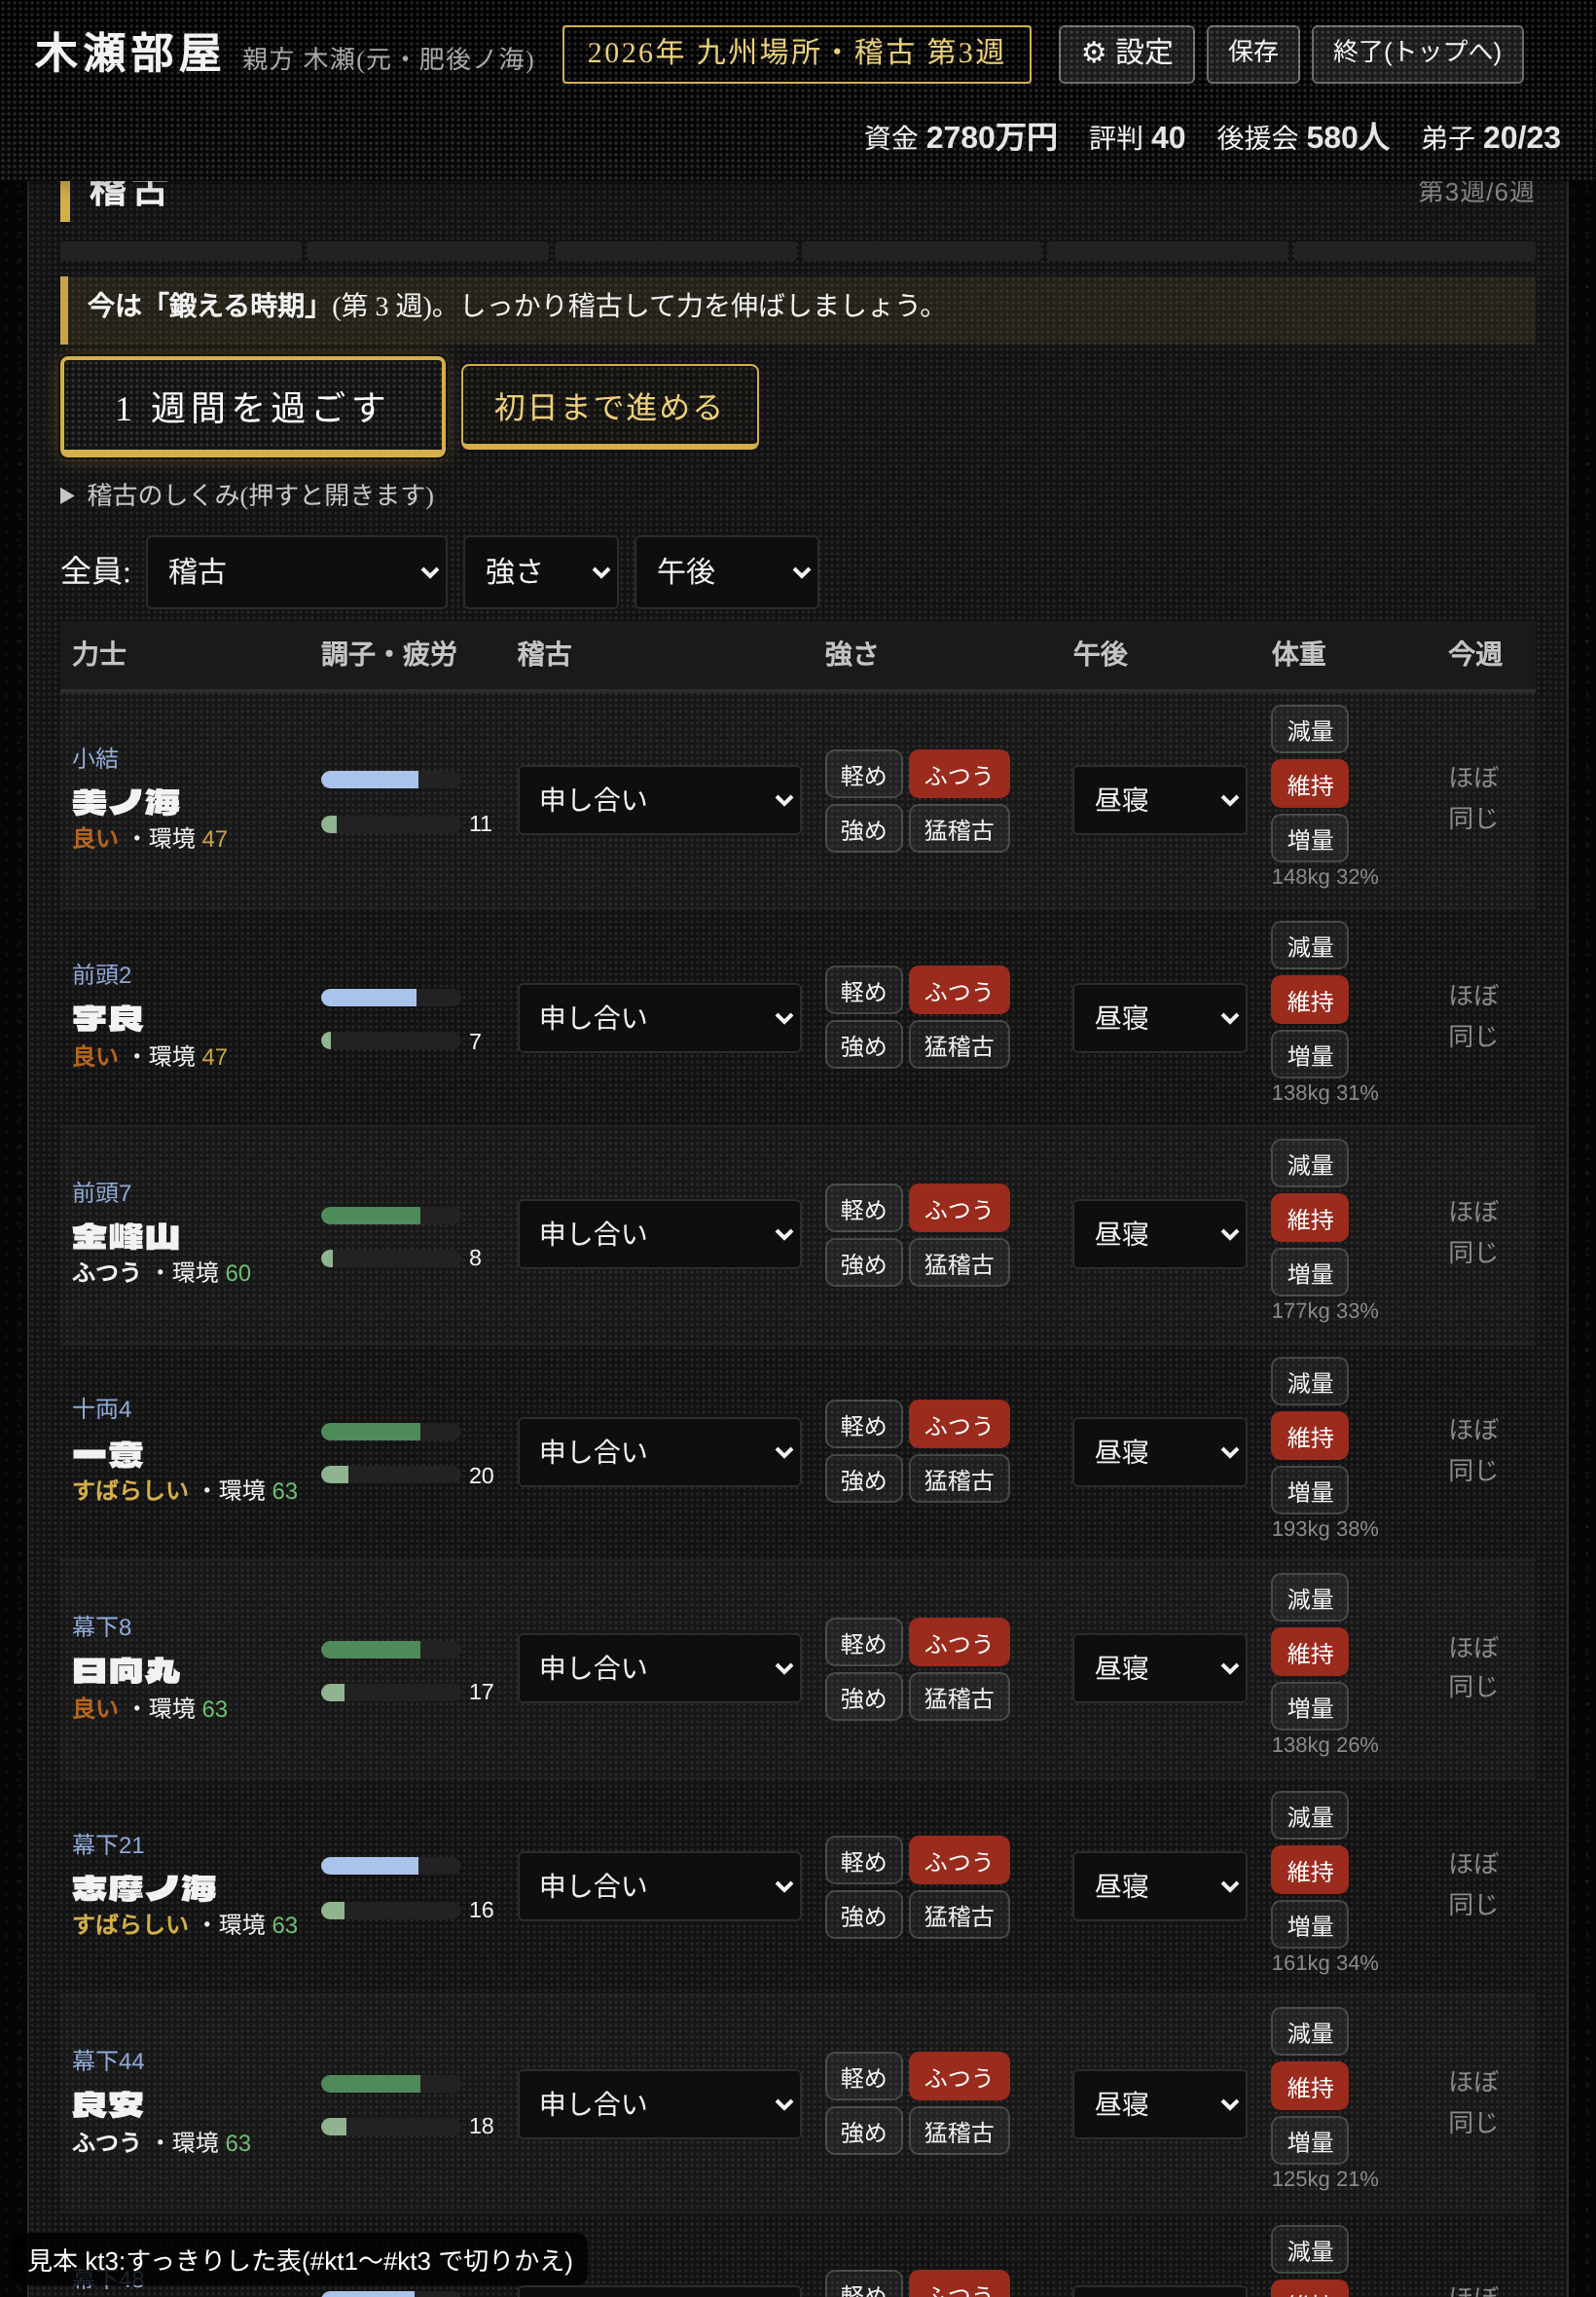 木瀬部屋 親方 木瀬(元・肥後ノ海) 2026年 九州場所・稽古 第3週 ⚙ 設定 保存 終了(トップへ)
資金 2780万円 評判 40 後援会 580人 弟子 20/23
稽古 第3週/6週
今は「鍛える時期」(第 3 週)。しっかり稽古して力を伸ばしましょう。
1 週間を過ごす 初日まで進める
▶ 稽古のしくみ(押すと開きます)
全員: 稽古 強さ 午後
力士 調子・疲労 稽古 強さ 午後 体重 今週
小結
美ノ海
良い ・環境 47
11
申し合い
軽め ふつう
強め 猛稽古
昼寝
減量
維持
増量
148kg 32%
ほぼ
同じ
前頭2
宇良
良い ・環境 47
7
申し合い
軽め ふつう
強め 猛稽古
昼寝
減量
維持
増量
138kg 31%
ほぼ
同じ
前頭7
金峰山
ふつう ・環境 60
8
申し合い
軽め ふつう
強め 猛稽古
昼寝
減量
維持
増量
177kg 33%
ほぼ
同じ
十両4
一意
すばらしい ・環境 63
20
申し合い
軽め ふつう
強め 猛稽古
昼寝
減量
維持
増量
193kg 38%
ほぼ
同じ
幕下8
日向丸
良い ・環境 63
17
申し合い
軽め ふつう
強め 猛稽古
昼寝
減量
維持
増量
138kg 26%
ほぼ
同じ
幕下21
志摩ノ海
すばらしい ・環境 63
16
申し合い
軽め ふつう
強め 猛稽古
昼寝
減量
維持
増量
161kg 34%
ほぼ
同じ
幕下44
良安
ふつう ・環境 63
18
申し合い
軽め ふつう
強め 猛稽古
昼寝
減量
維持
増量
125kg 21%
ほぼ
同じ
幕下48
減量
軽め ふつう
見本 kt3:すっきりした表(#kt1〜#kt3 で切りかえ)